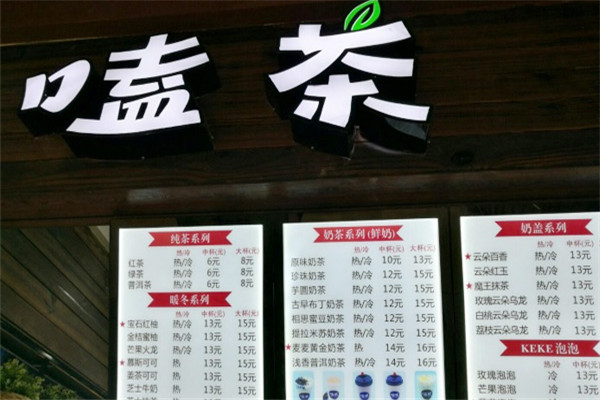 嗑茶
纯茶系列
热/冷 中杯(元) 大杯(元)
红茶 热/冷 6元 8元
绿茶 热/冷 6元 8元
普洱茶 热/冷 6元 8元
暖冬系列
热/冷 中杯(元) 大杯(元)
★宝石红柚 热/冷 13元 15元
金桔蜜柚 热/冷 13元 15元
芒果火龙 热/冷 13元 15元
★慕斯可可 热 13元 15元
姜茶可可 热/冷 13元 15元
芝士牛奶 热 13元 15元
奶茶系列(鲜奶)
热/冷 中杯(元) 大杯(元)
原味奶茶 热/冷 10元 13元
珍珠奶茶 热/冷 12元 15元
芋圆奶茶 热/冷 12元 15元
古早布丁奶茶 热/冷 12元 15元
相思蜜豆奶茶 热/冷 12元 15元
提拉米苏奶茶 热/冷 12元 15元
★麦麦黄金奶茶 热 14元 16元
浅香普洱奶茶 热/冷 14元 16元
奶盖系列
热/冷 中杯(元)
★云朵百香 热/冷 13元
云朵红玉 热/冷 13元
★魔王抹茶 热/冷 13元
玫瑰云朵乌龙 热/冷 13元
白桃云朵乌龙 热/冷 13元
荔枝云朵乌龙 热/冷 13元
KEKE泡泡
热/冷 中杯(元)
玫瑰泡泡 冷 13元
芒果泡泡 冷 13元